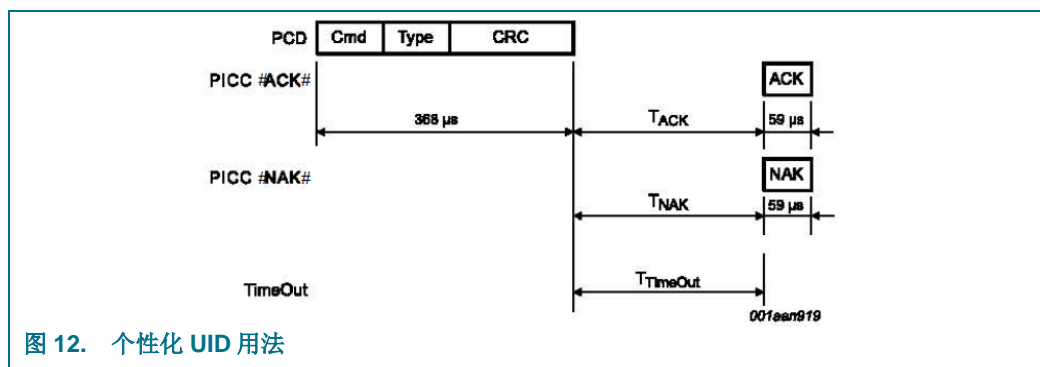 PCD Cmd Type CRC
PICC #ACK# ACK
368 µs TACK 59 µs
PICC #NAK# NAK
TNAK 59 µs
TimeOut TTimeOut
001aan919
图 12. 个性化 UID 用法